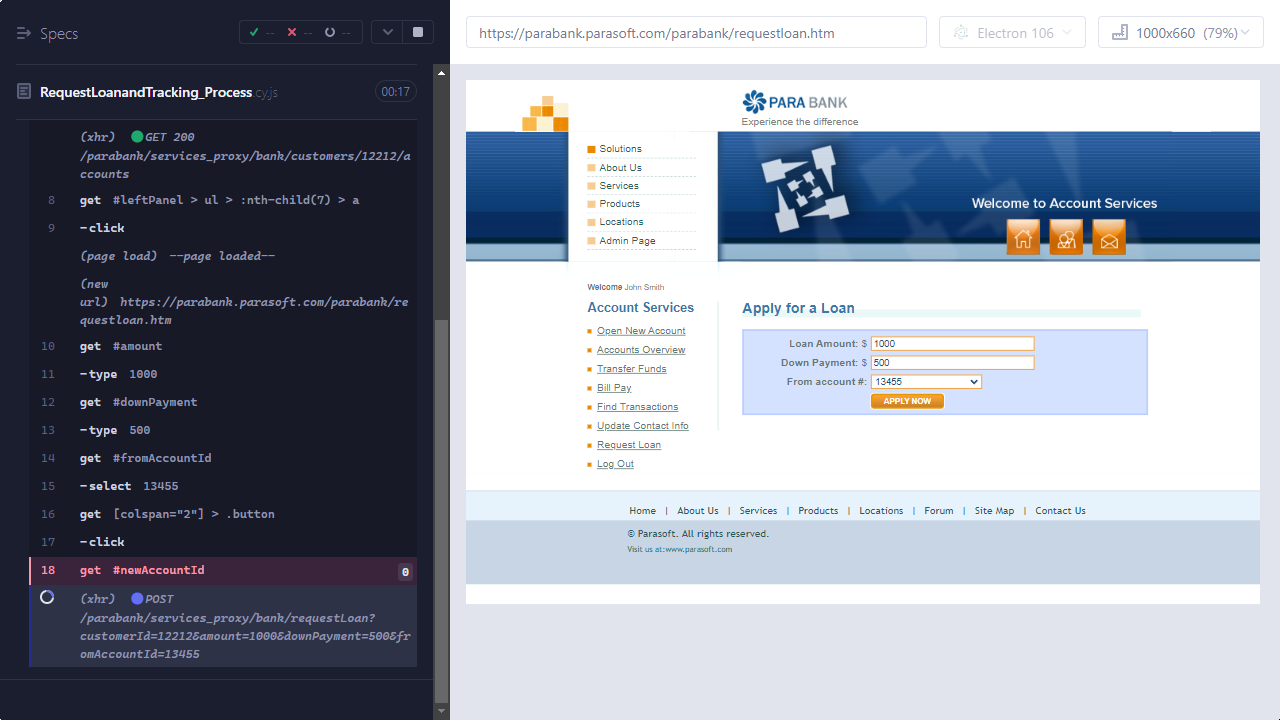 Specs
-- -- --
RequestLoanandTracking_Process.cy.js 00:17
(xhr) GET 200
/parabank/services_proxy/bank/customers/12212/a
ccounts
8 get #leftPanel > ul > :nth-child(7) > a
9 -click
(page load) --page loaded--
(new
url) https://parabank.parasoft.com/parabank/re
questloan.htm
10 get #amount
11 -type 1000
12 get #downPayment
13 -type 500
14 get #fromAccountId
15 -select 13455
16 get [colspan="2"] > .button
17 -click
18 get #newAccountId 0
(xhr) POST
/parabank/services_proxy/bank/requestLoan?
customerId=12212&amount=1000&downPayment=500&fr
omAccountId=13455
https://parabank.parasoft.com/parabank/requestloan.htm
Electron 106
1000x660 (79%)
PARA BANK
Experience the difference
Solutions
About Us
Services
Products
Locations
Admin Page
Welcome to Account Services
Welcome John Smith
Account Services
Open New Account
Accounts Overview
Transfer Funds
Bill Pay
Find Transactions
Update Contact Info
Request Loan
Log Out
Apply for a Loan
Loan Amount: $ 1000
Down Payment: $ 500
From account #: 13455
APPLY NOW
Home | About Us | Services | Products | Locations | Forum | Site Map | Contact Us
© Parasoft. All rights reserved.
Visit us at:www.parasoft.com